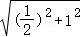 √((1/2)² + 1²)